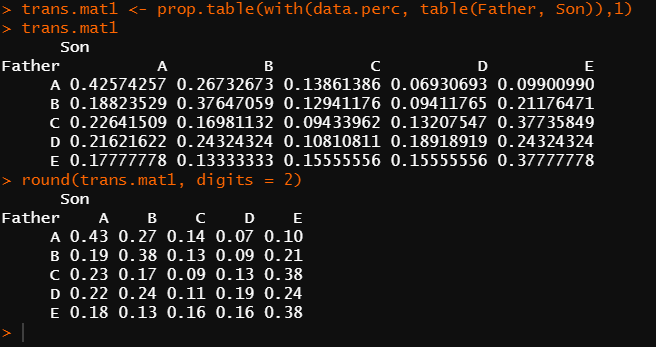 > trans.mat1 <- prop.table(with(data.perc, table(Father, Son)),1)
> trans.mat1
      Son
Father          A          B          C          D          E
     A 0.42574257 0.26732673 0.13861386 0.06930693 0.09900990
     B 0.18823529 0.37647059 0.12941176 0.09411765 0.21176471
     C 0.22641509 0.16981132 0.09433962 0.13207547 0.37735849
     D 0.21621622 0.24324324 0.10810811 0.18918919 0.24324324
     E 0.17777778 0.13333333 0.15555556 0.15555556 0.37777778
> round(trans.mat1, digits = 2)
      Son
Father    A    B    C    D    E
     A 0.43 0.27 0.14 0.07 0.10
     B 0.19 0.38 0.13 0.09 0.21
     C 0.23 0.17 0.09 0.13 0.38
     D 0.22 0.24 0.11 0.19 0.24
     E 0.18 0.13 0.16 0.16 0.38
>